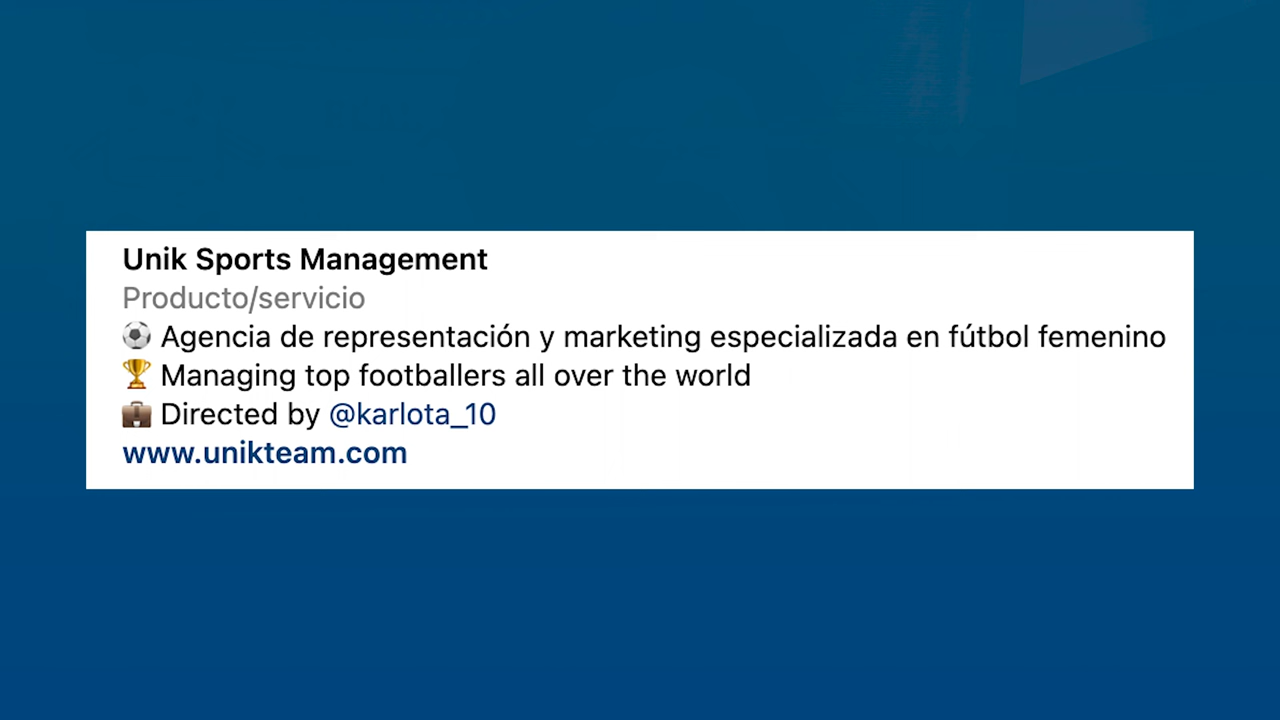 Unik Sports Management
Producto/servicio
⚽ Agencia de representación y marketing especializada en fútbol femenino
🏆 Managing top footballers all over the world
💼 Directed by @karlota_10
www.unikteam.com